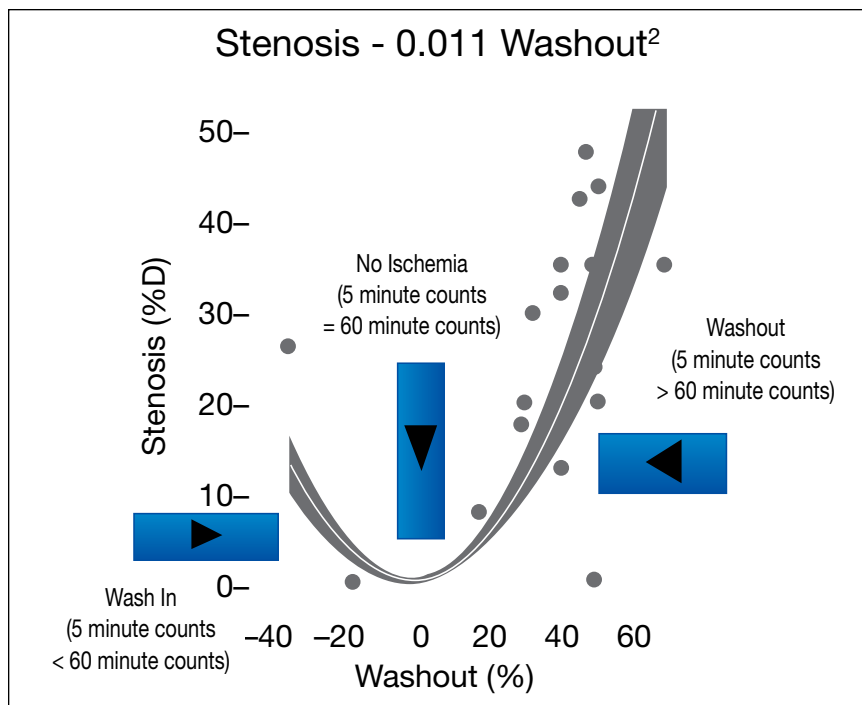 Stenosis - 0.011 Washout²
Stenosis (%D)
50–
40–
30–
20–
10–
0–
No Ischemia
(5 minute counts
= 60 minute counts)
Washout
(5 minute counts
> 60 minute counts)
Wash In
(5 minute counts
< 60 minute counts)
–40 –20 0 20 40 60
Washout (%)